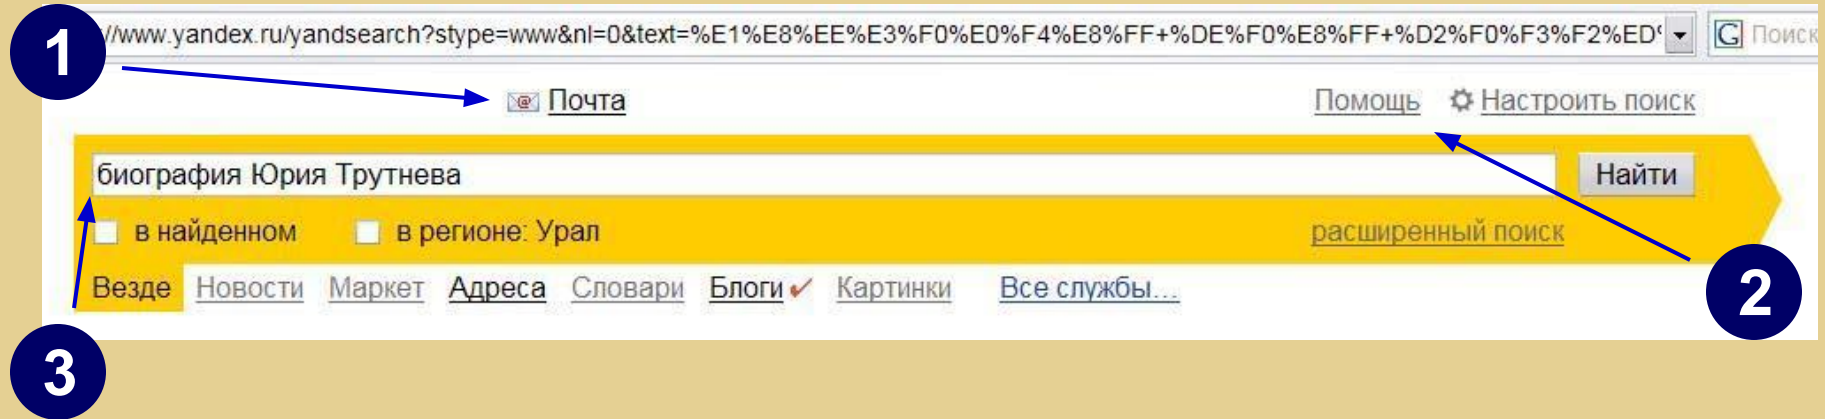 1
//www.yandex.ru/yandsearch?stype=www&nl=0&text=%E1%E8%EE%E3%F0%E0%F4%E8%FF+%DE%F0%E8%FF+%D2%F0%F3%F2%ED%
G Поиск
Почта
Помощь Настроить поиск
биография Юрия Трутнева
Найти
в найденном в регионе: Урал расширенный поиск
Везде Новости Маркет Адреса Словари Блоги Картинки Все службы...
2
3